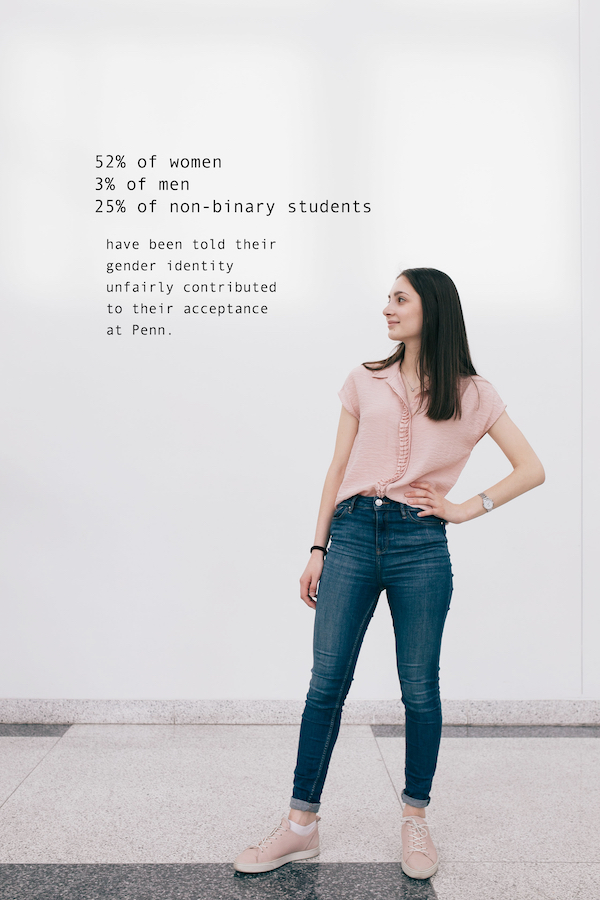 52% of women
3% of men
25% of non-binary students
have been told their
gender identity
unfairly contributed
to their acceptance
at Penn.